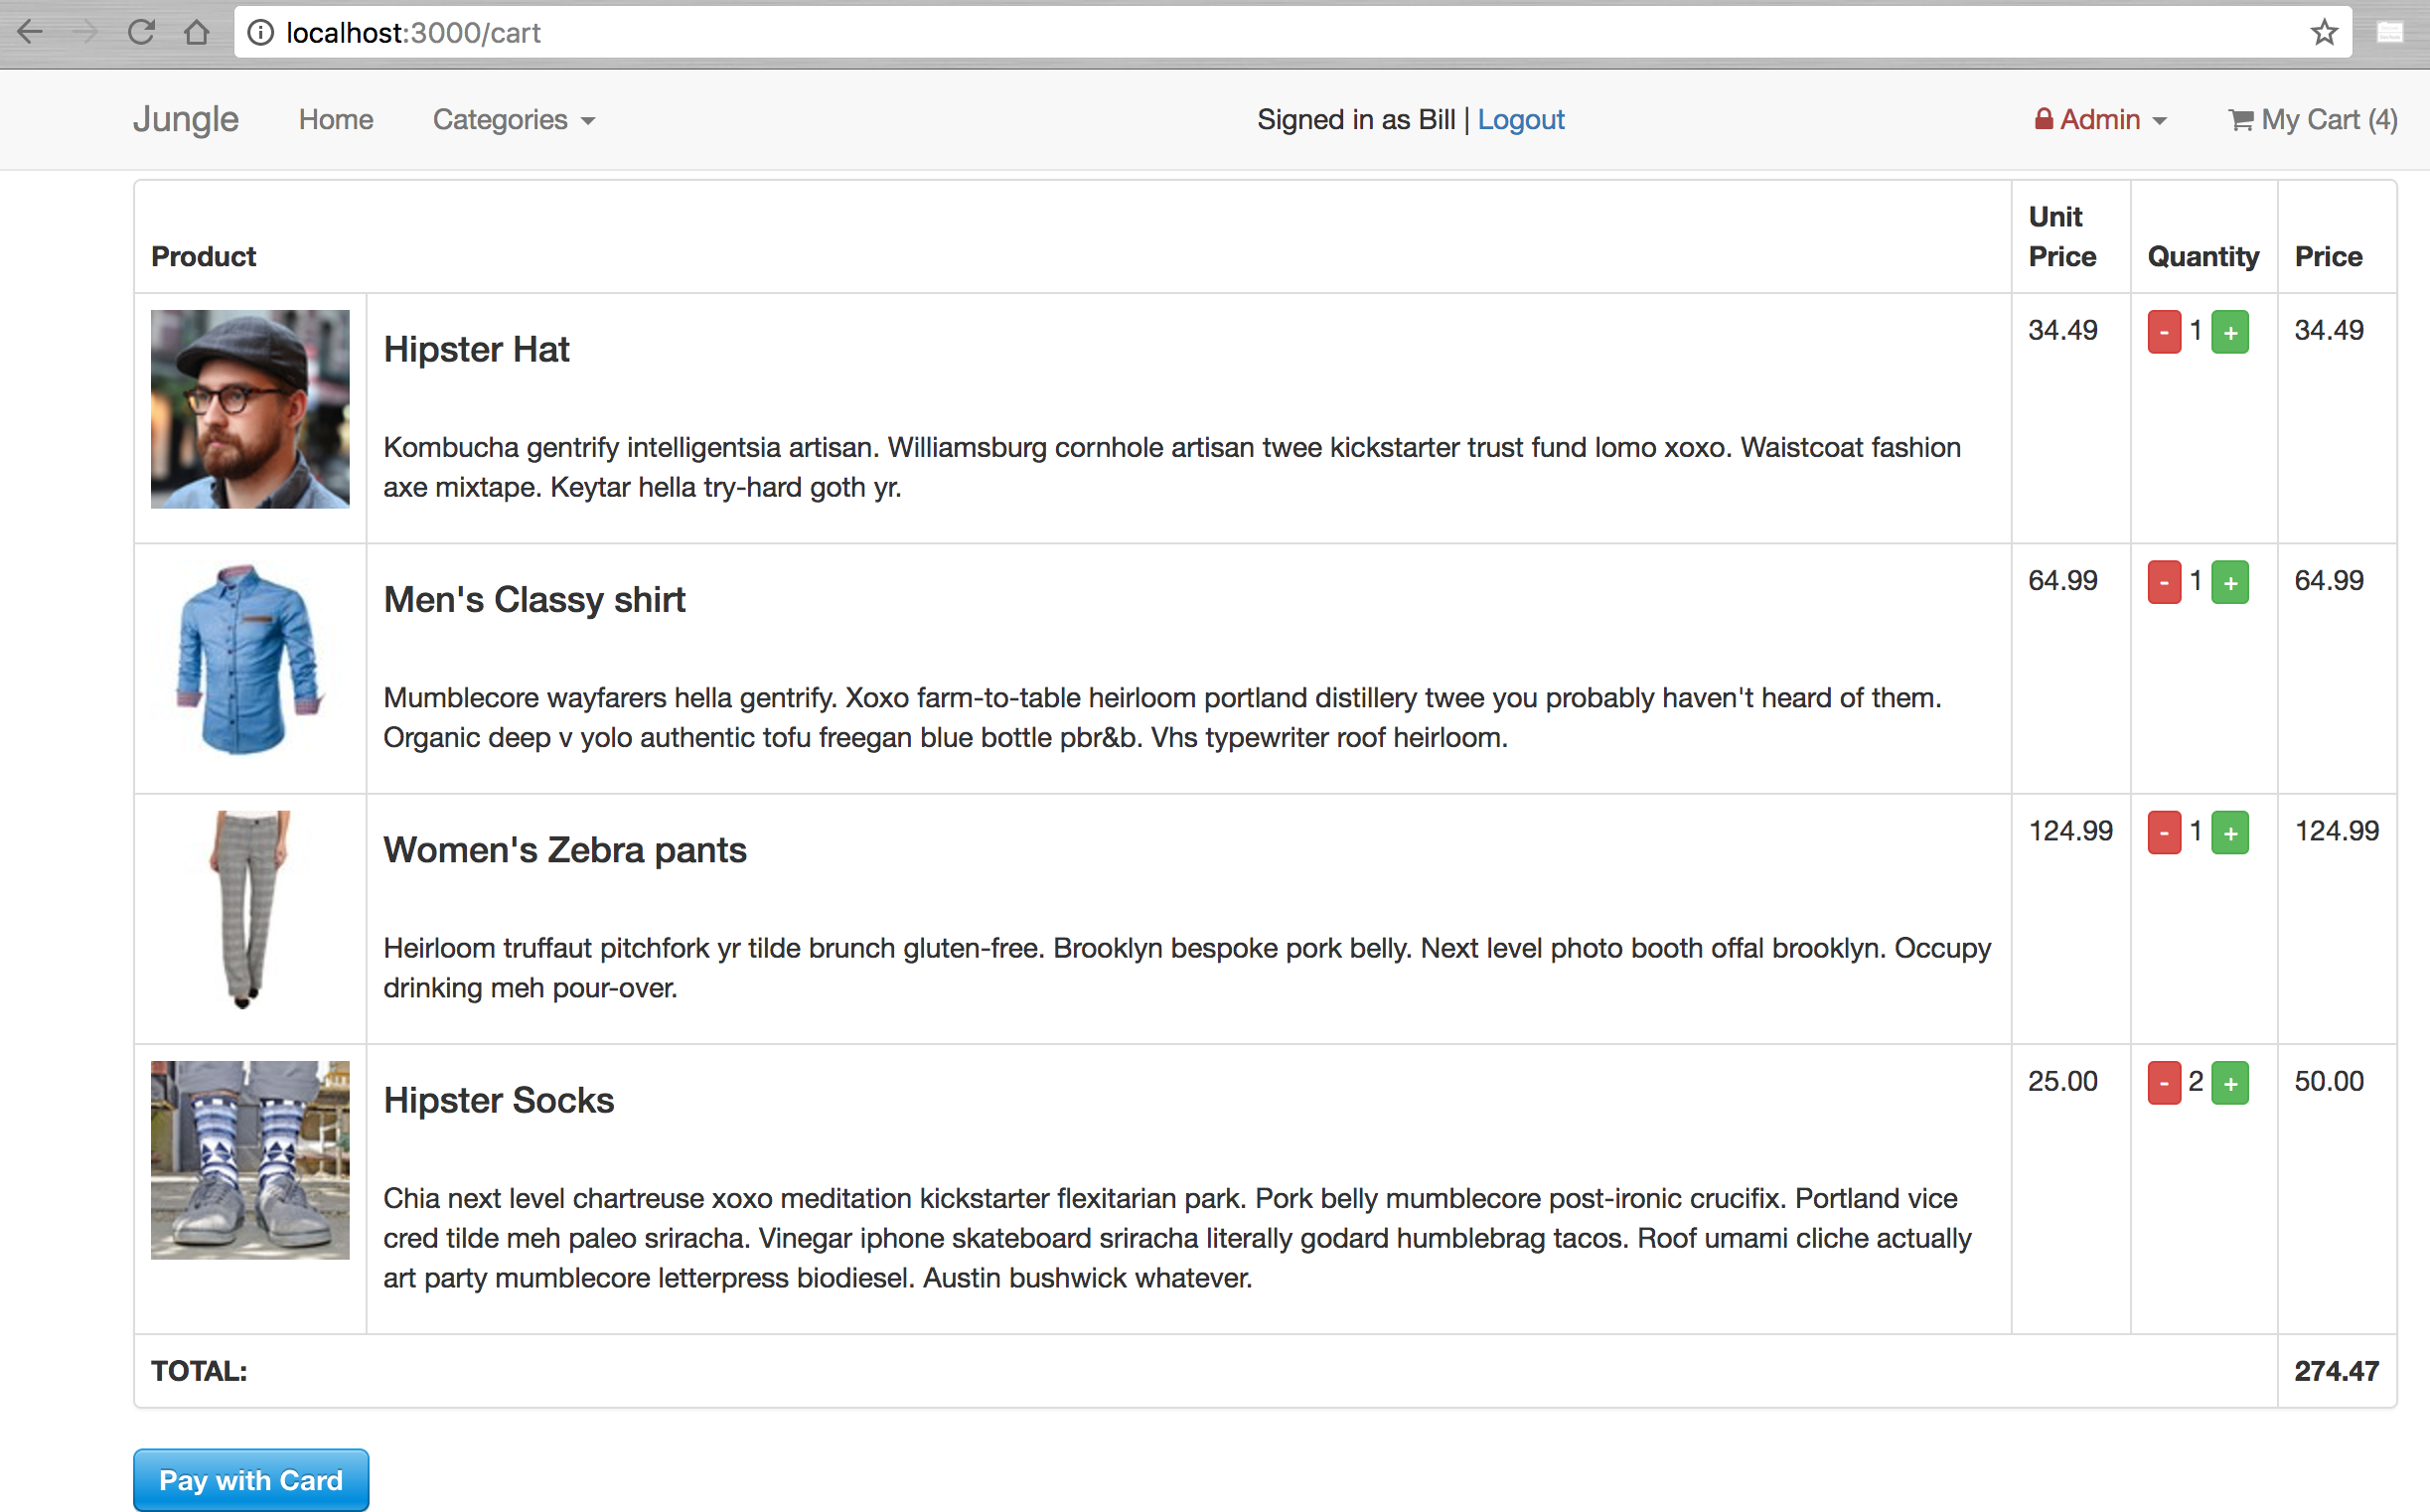 localhost:3000/cart
Jungle Home Categories Signed in as Bill | Logout Admin My Cart (4)
Product Unit Price Quantity Price
Hipster Hat 34.49 - 1 + 34.49
Kombucha gentrify intelligentsia artisan. Williamsburg cornhole artisan twee kickstarter trust fund lomo xoxo. Waistcoat fashion
axe mixtape. Keytar hella try-hard goth yr.
Men's Classy shirt 64.99 - 1 + 64.99
Mumblecore wayfarers hella gentrify. Xoxo farm-to-table heirloom portland distillery twee you probably haven't heard of them.
Organic deep v yolo authentic tofu freegan blue bottle pbr&b. Vhs typewriter roof heirloom.
Women's Zebra pants 124.99 - 1 + 124.99
Heirloom truffaut pitchfork yr tilde brunch gluten-free. Brooklyn bespoke pork belly. Next level photo booth offal brooklyn. Occupy
drinking meh pour-over.
Hipster Socks 25.00 - 2 + 50.00
Chia next level chartreuse xoxo meditation kickstarter flexitarian park. Pork belly mumblecore post-ironic crucifix. Portland vice
cred tilde meh paleo sriracha. Vinegar iphone skateboard sriracha literally godard humblebrag tacos. Roof umami cliche actually
art party mumblecore letterpress biodiesel. Austin bushwick whatever.
TOTAL: 274.47
Pay with Card